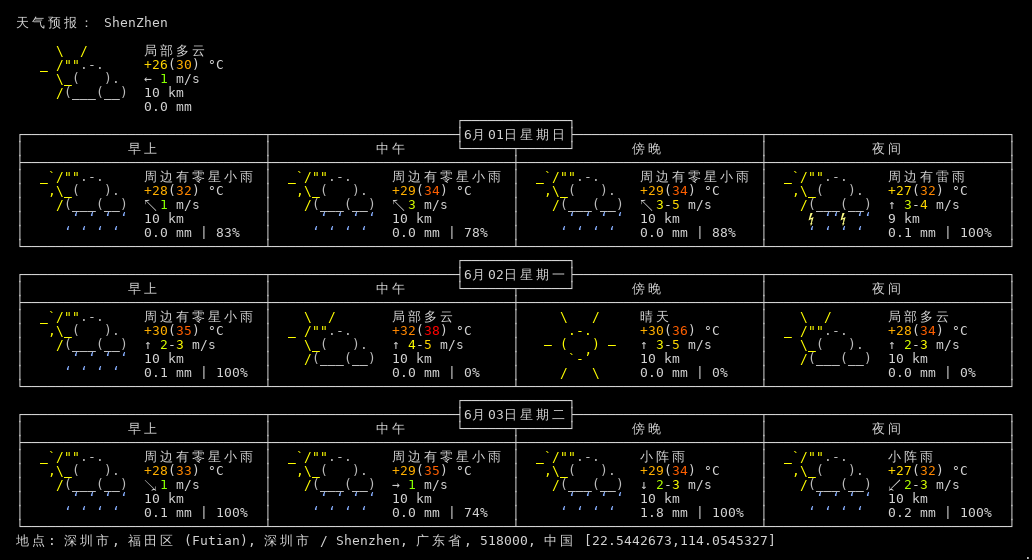 天气预报： ShenZhen
局部多云
+26(30) °C
← 1 m/s
10 km
0.0 mm
6月01日星期日
早上 中午 傍晚 夜间
周边有零星小雨 周边有零星小雨 周边有零星小雨 周边有雷雨
+28(32) °C +29(34) °C +29(34) °C +27(32) °C
↖ 1 m/s ↖ 3 m/s ↖ 3-5 m/s ↑ 3-4 m/s
10 km 10 km 10 km 9 km
0.0 mm | 83% 0.0 mm | 78% 0.0 mm | 88% 0.1 mm | 100%
6月02日星期一
早上 中午 傍晚 夜间
周边有零星小雨 局部多云 晴天 局部多云
+30(35) °C +32(38) °C +30(36) °C +28(34) °C
↑ 2-3 m/s ↑ 4-5 m/s ↑ 3-5 m/s ↑ 2-3 m/s
10 km 10 km 10 km 10 km
0.1 mm | 100% 0.0 mm | 0% 0.0 mm | 0% 0.0 mm | 0%
6月03日星期二
早上 中午 傍晚 夜间
周边有零星小雨 周边有零星小雨 小阵雨 小阵雨
+28(33) °C +29(35) °C +29(34) °C +27(32) °C
↘ 1 m/s → 1 m/s ↓ 2-3 m/s ↙ 2-3 m/s
10 km 10 km 10 km 10 km
0.1 mm | 100% 0.0 mm | 74% 1.8 mm | 100% 0.2 mm | 100%
地点: 深圳市, 福田区 (Futian), 深圳市 / Shenzhen, 广东省, 518000, 中国 [22.5442673,114.0545327]